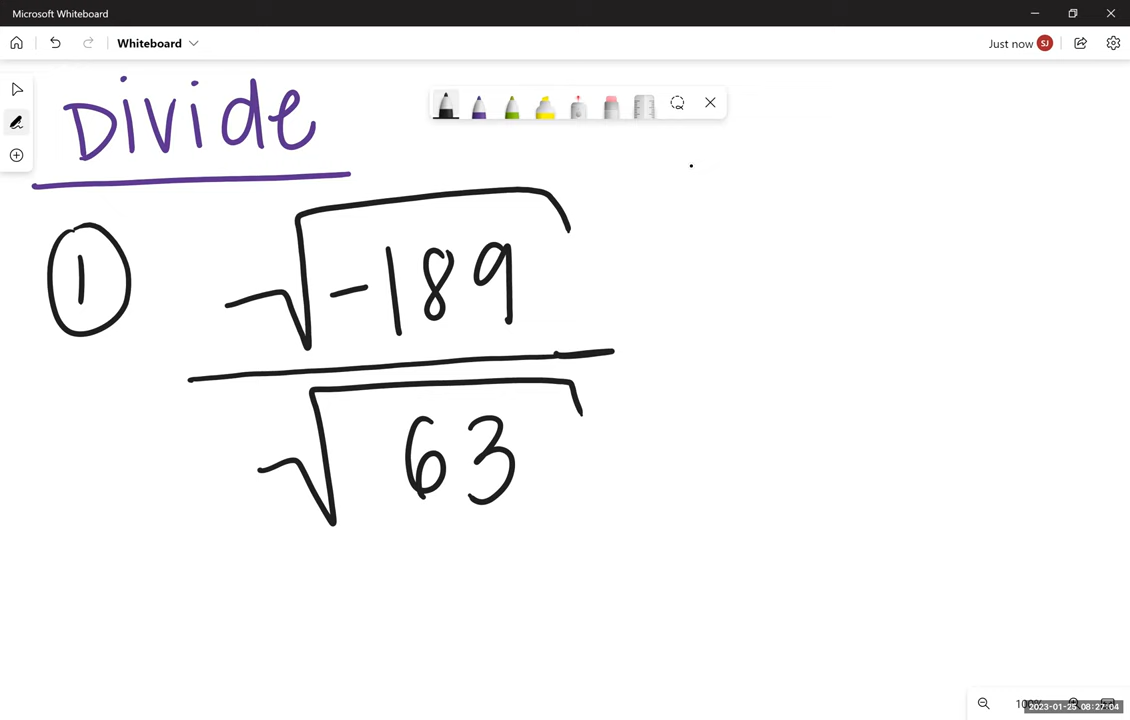 Microsoft Whiteboard
Whiteboard
Just now SJ
Divide
① √-189
√63
2023-01-25 08:27:04